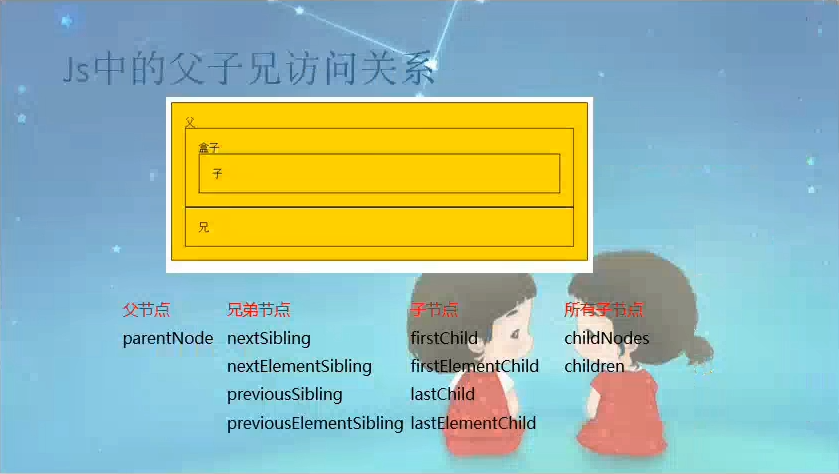 Js中的父子兄访问关系
父
盒子
子
兄
父节点 兄弟节点 子节点 所有子节点
parentNode nextSibling firstChild childNodes
nextElementSibling firstElementChild children
previousSibling lastChild
previousElementSibling lastElementChild